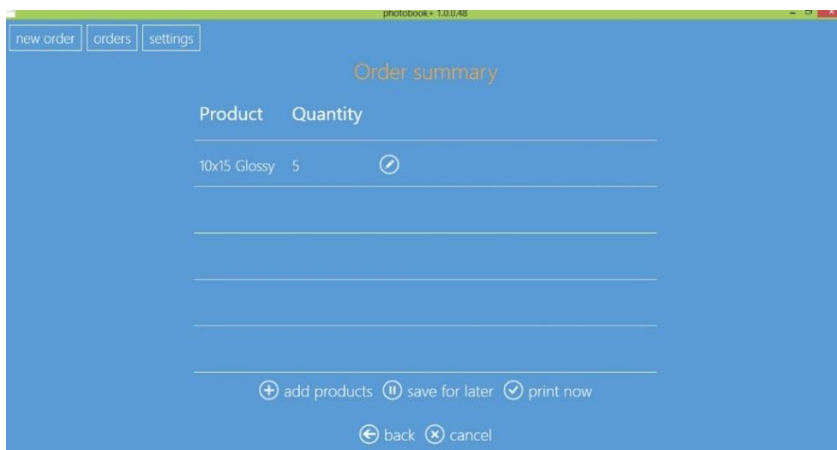 photobook+ 1.0.0.48
new order orders settings
Order summary
Product Quantity
10x15 Glossy 5
add products save for later print now
back cancel